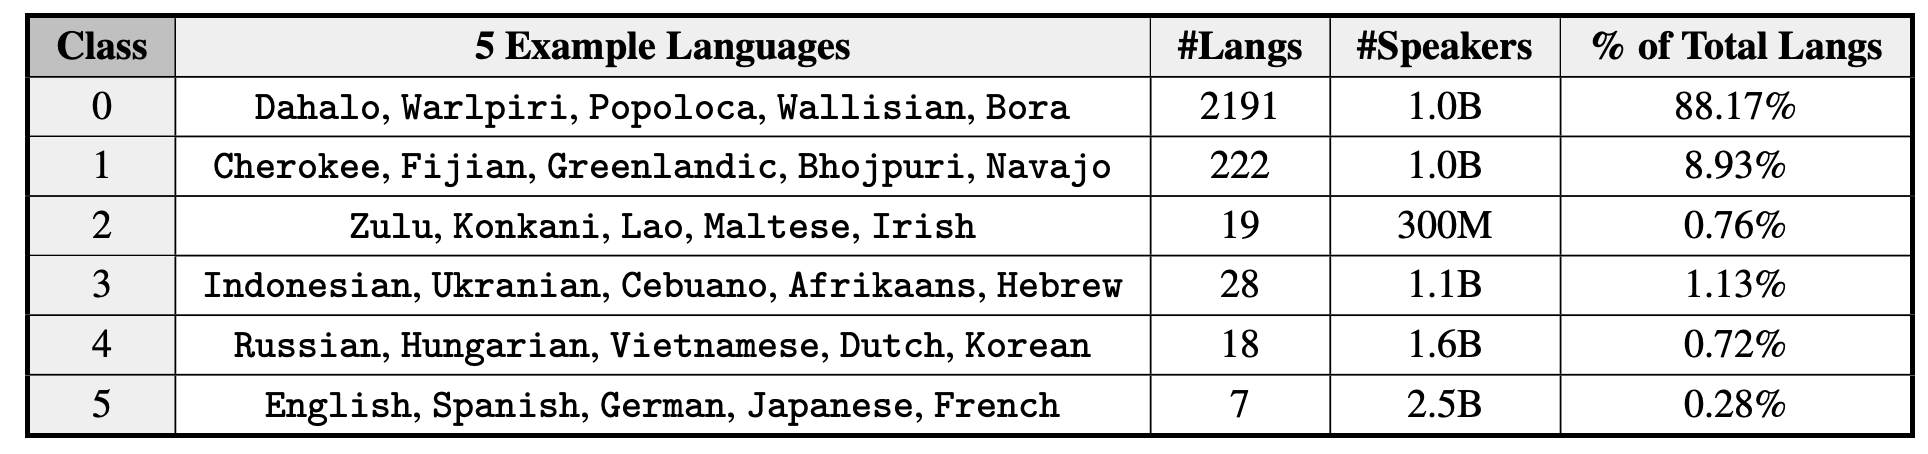 Class 5 Example Languages #Langs #Speakers % of Total Langs
0 Dahalo, Warlpiri, Popoloca, Wallisian, Bora 2191 1.0B 88.17%
1 Cherokee, Fijian, Greenlandic, Bhojpuri, Navajo 222 1.0B 8.93%
2 Zulu, Konkani, Lao, Maltese, Irish 19 300M 0.76%
3 Indonesian, Ukranian, Cebuano, Afrikaans, Hebrew 28 1.1B 1.13%
4 Russian, Hungarian, Vietnamese, Dutch, Korean 18 1.6B 0.72%
5 English, Spanish, German, Japanese, French 7 2.5B 0.28%